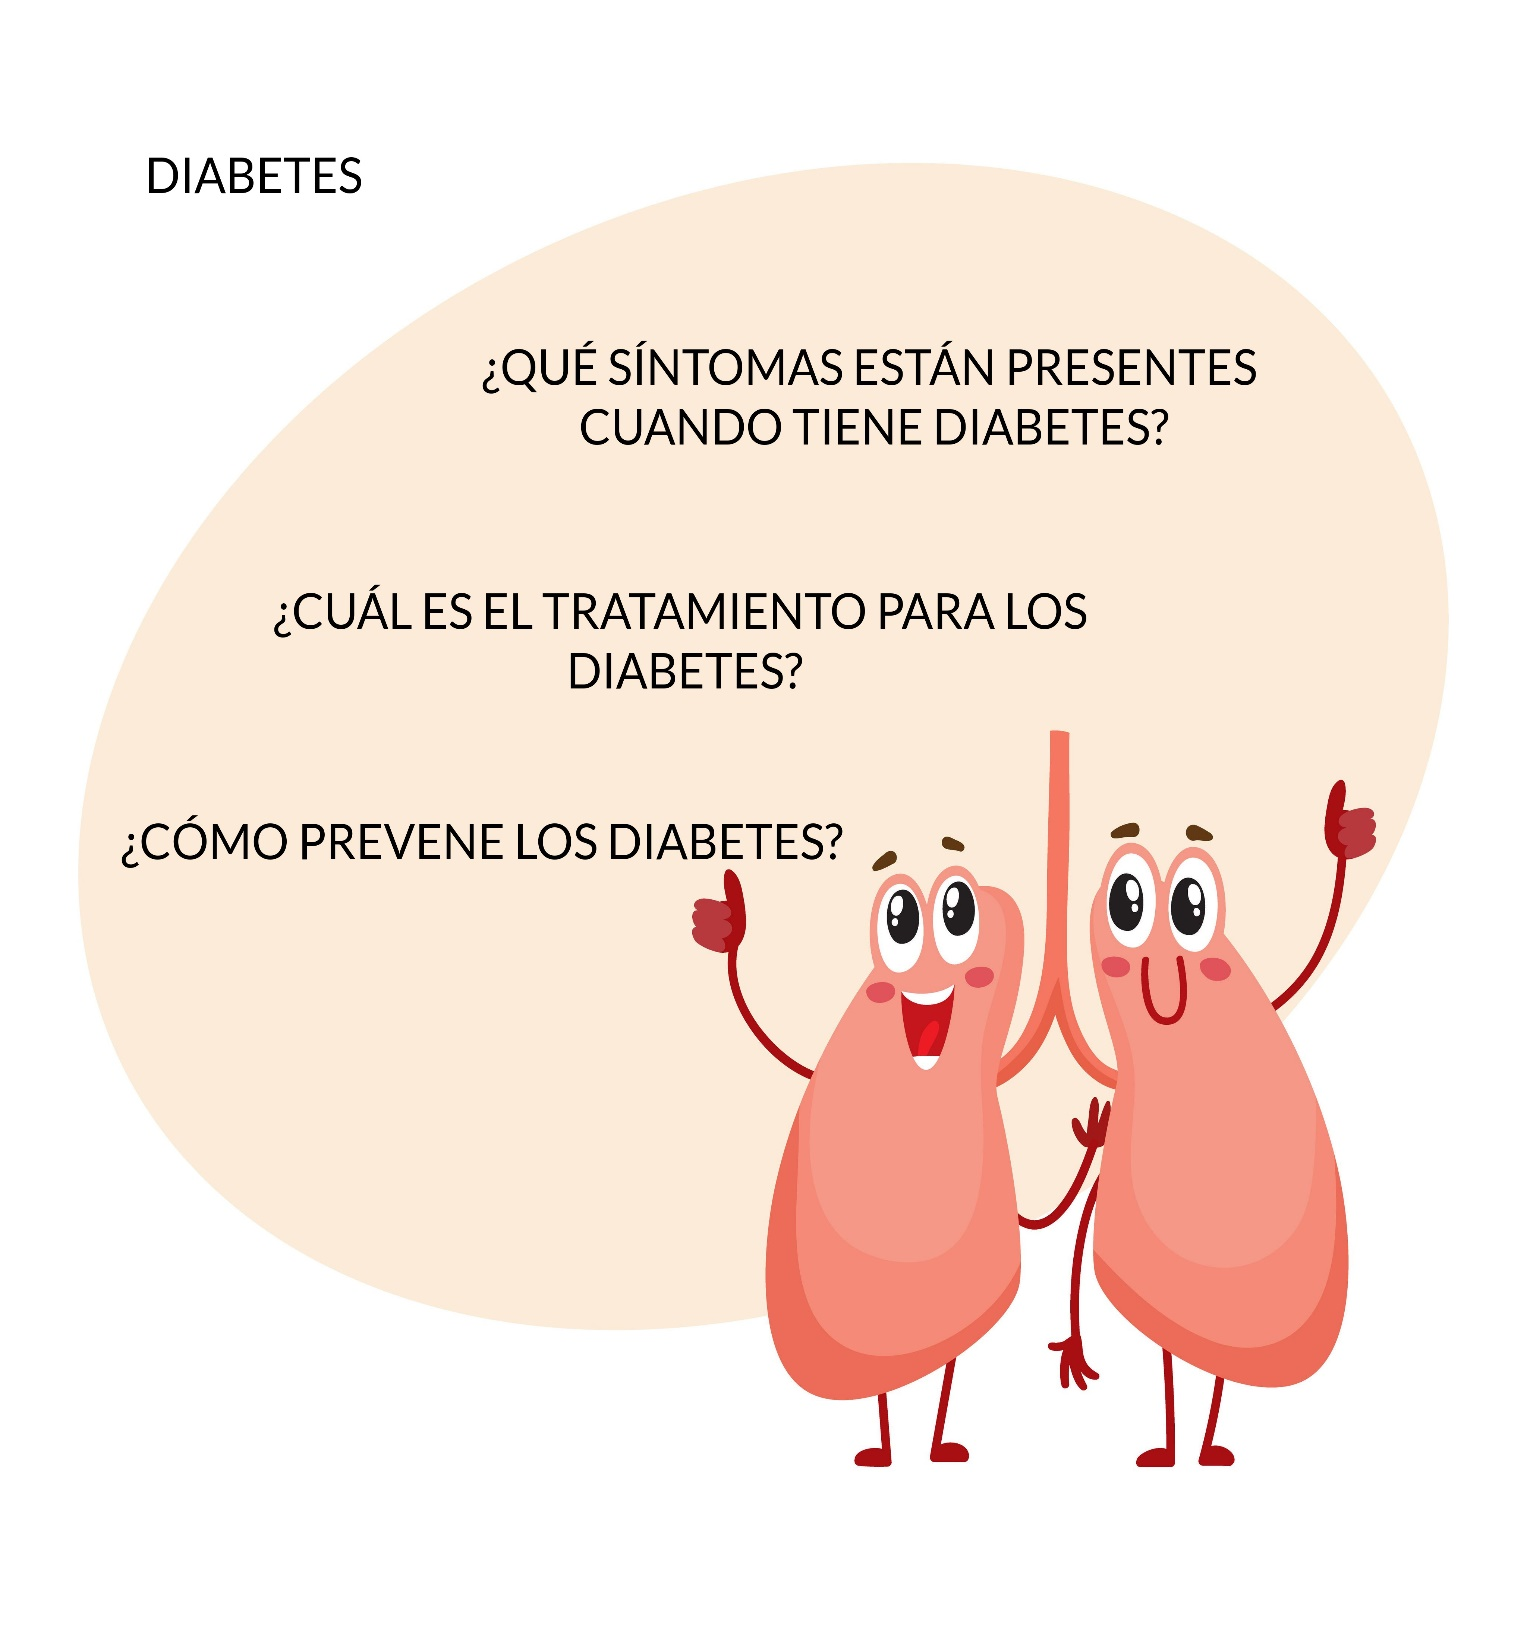 DIABETES
¿QUÉ SÍNTOMAS ESTÁN PRESENTES
CUANDO TIENE DIABETES?
¿CUÁL ES EL TRATAMIENTO PARA LOS
DIABETES?
¿CÓMO PREVENE LOS DIABETES?